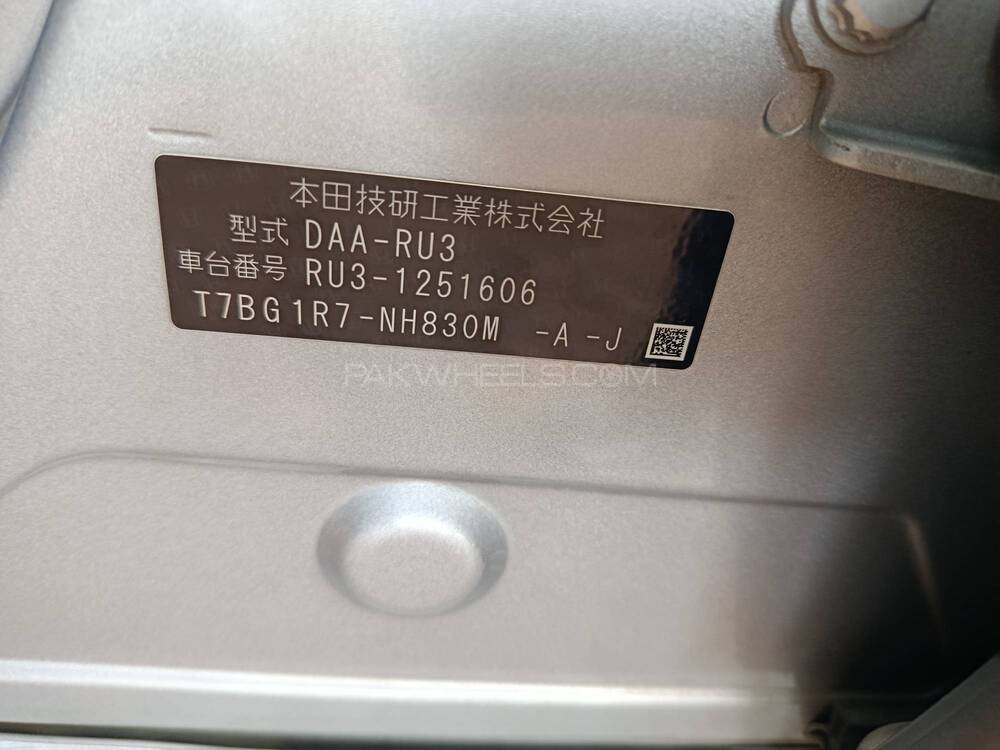 本田技研工業株式会社
型式 DAA-RU3
車台番号 RU3-1251606
T7BG1R7-NH830M -A -J
PAKWHEELS.COM